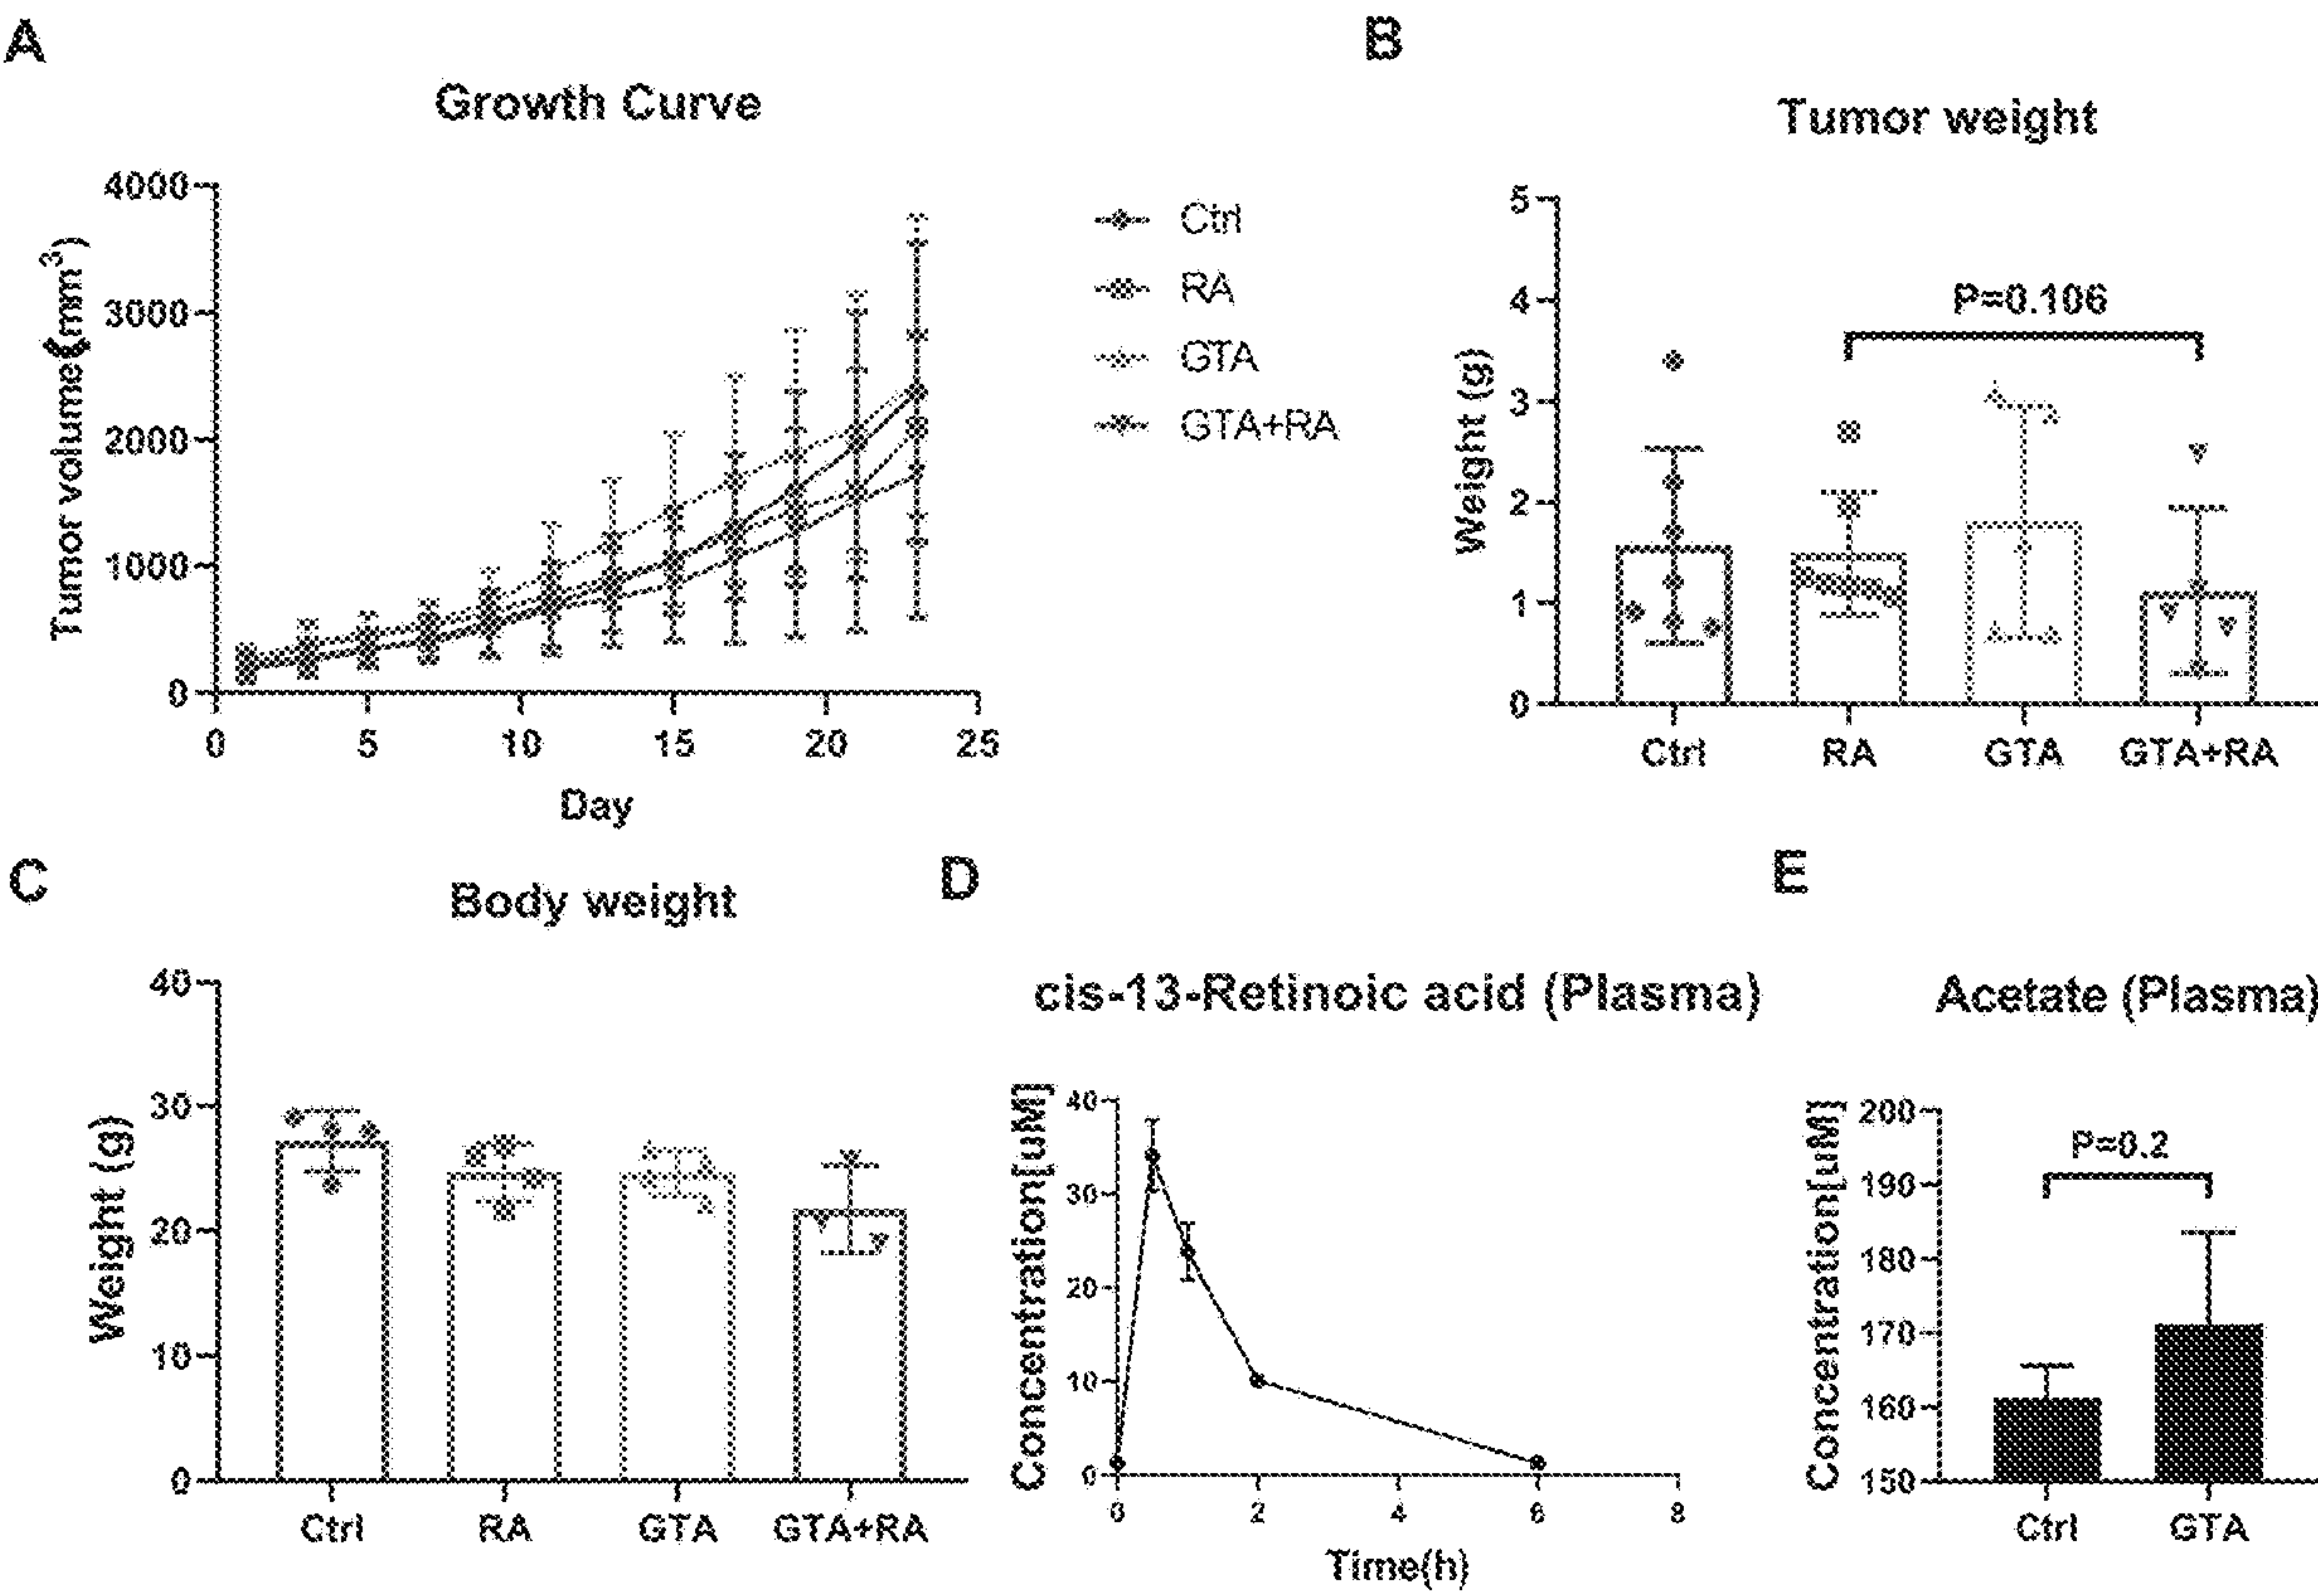 A
Growth Curve
Tumor volume (mm³)
4000
3000
2000
1000
0
0 5 10 15 20 25
Day
Ctrl
RA
GTA
GTA+RA
B
Tumor weight
Weight (g)
5
4
3
2
1
0
P=0.106
Ctrl RA GTA GTA+RA
C
Body weight
Weight (g)
40
30
20
10
0
Ctrl RA GTA GTA+RA
D
cis-13-Retinoic acid (Plasma)
Concentration[uM]
40
30
20
10
0
0 2 4 6 8
Time(h)
E
Acetate (Plasma)
Concentration[uM]
200
190
180
170
160
150
P=0.2
Ctrl GTA